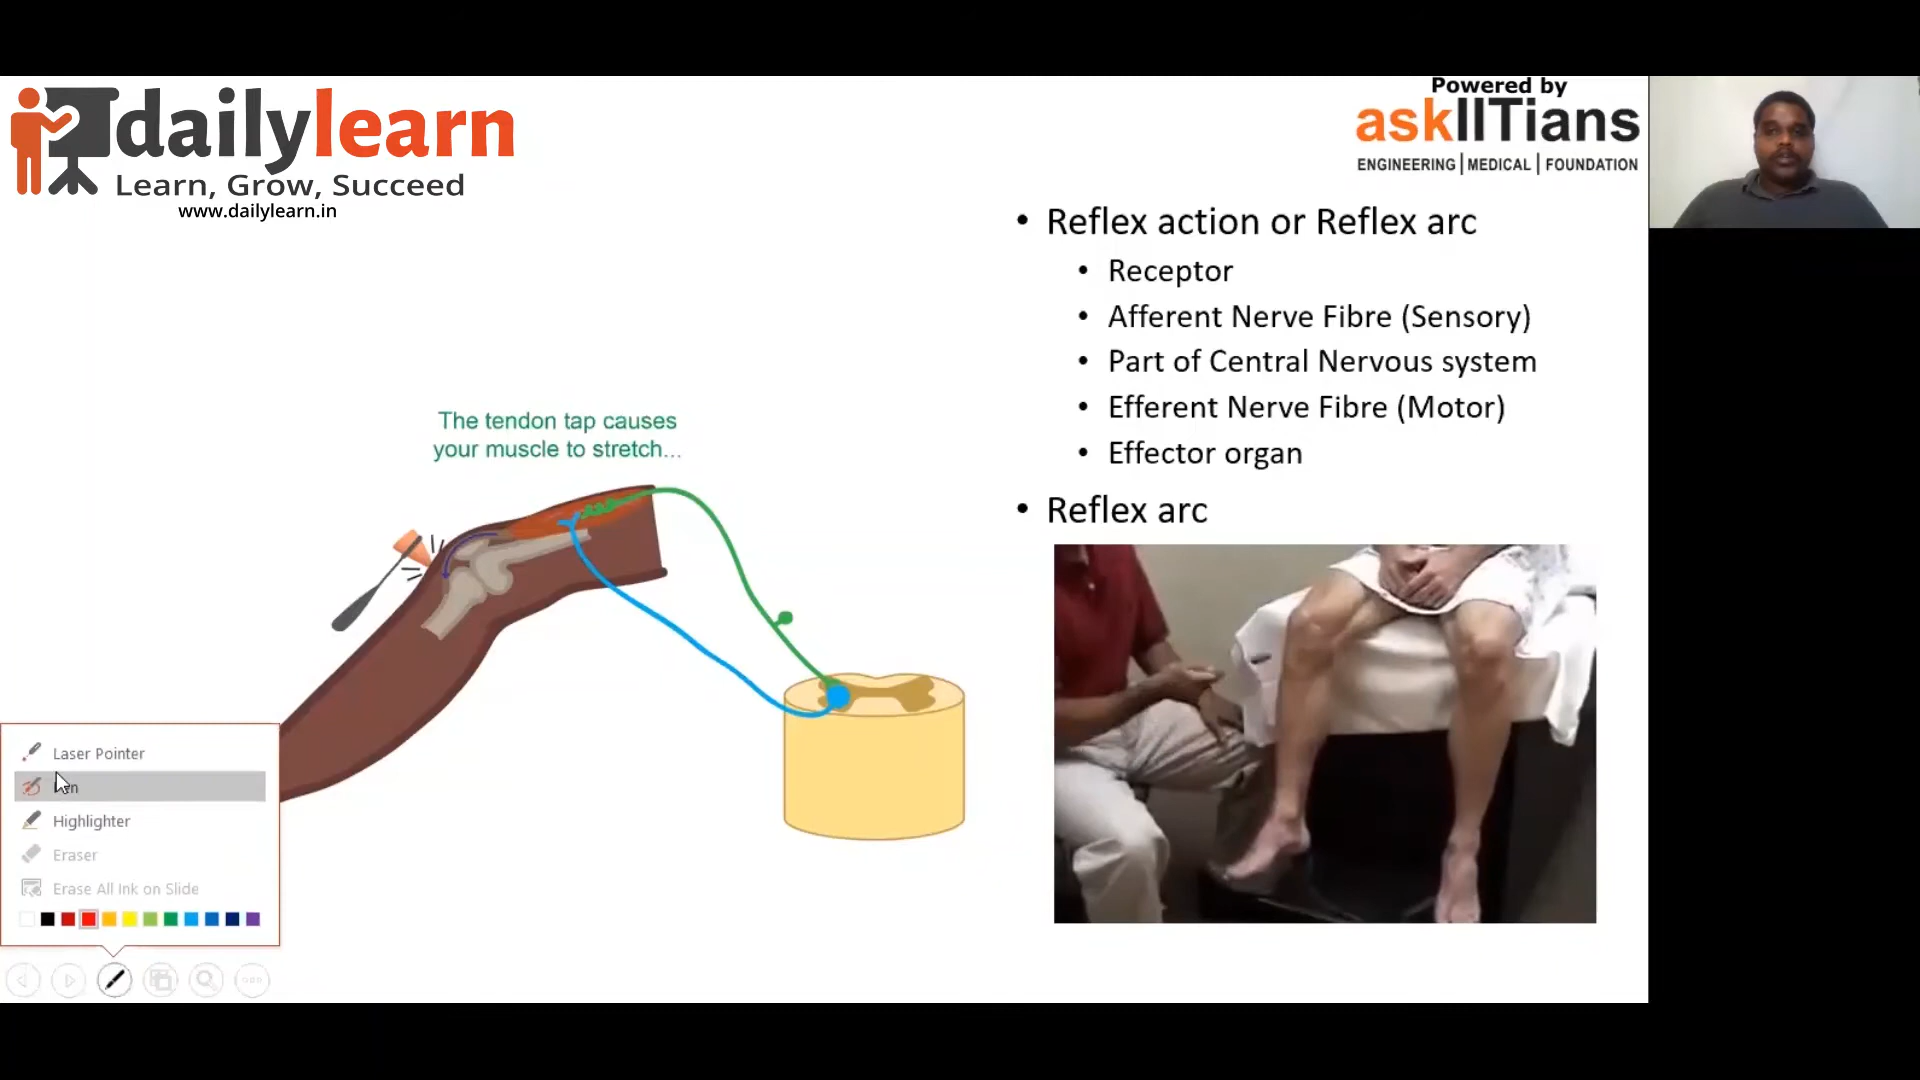 dailylearn
Learn, Grow, Succeed
www.dailylearn.in
Powered by
askIITians
ENGINEERING | MEDICAL | FOUNDATION
• Reflex action or Reflex arc
• Receptor
• Afferent Nerve Fibre (Sensory)
• Part of Central Nervous system
• Efferent Nerve Fibre (Motor)
• Effector organ
• Reflex arc
The tendon tap causes
your muscle to stretch...
Laser Pointer
Highlighter
Eraser
Erase All Ink on Slide